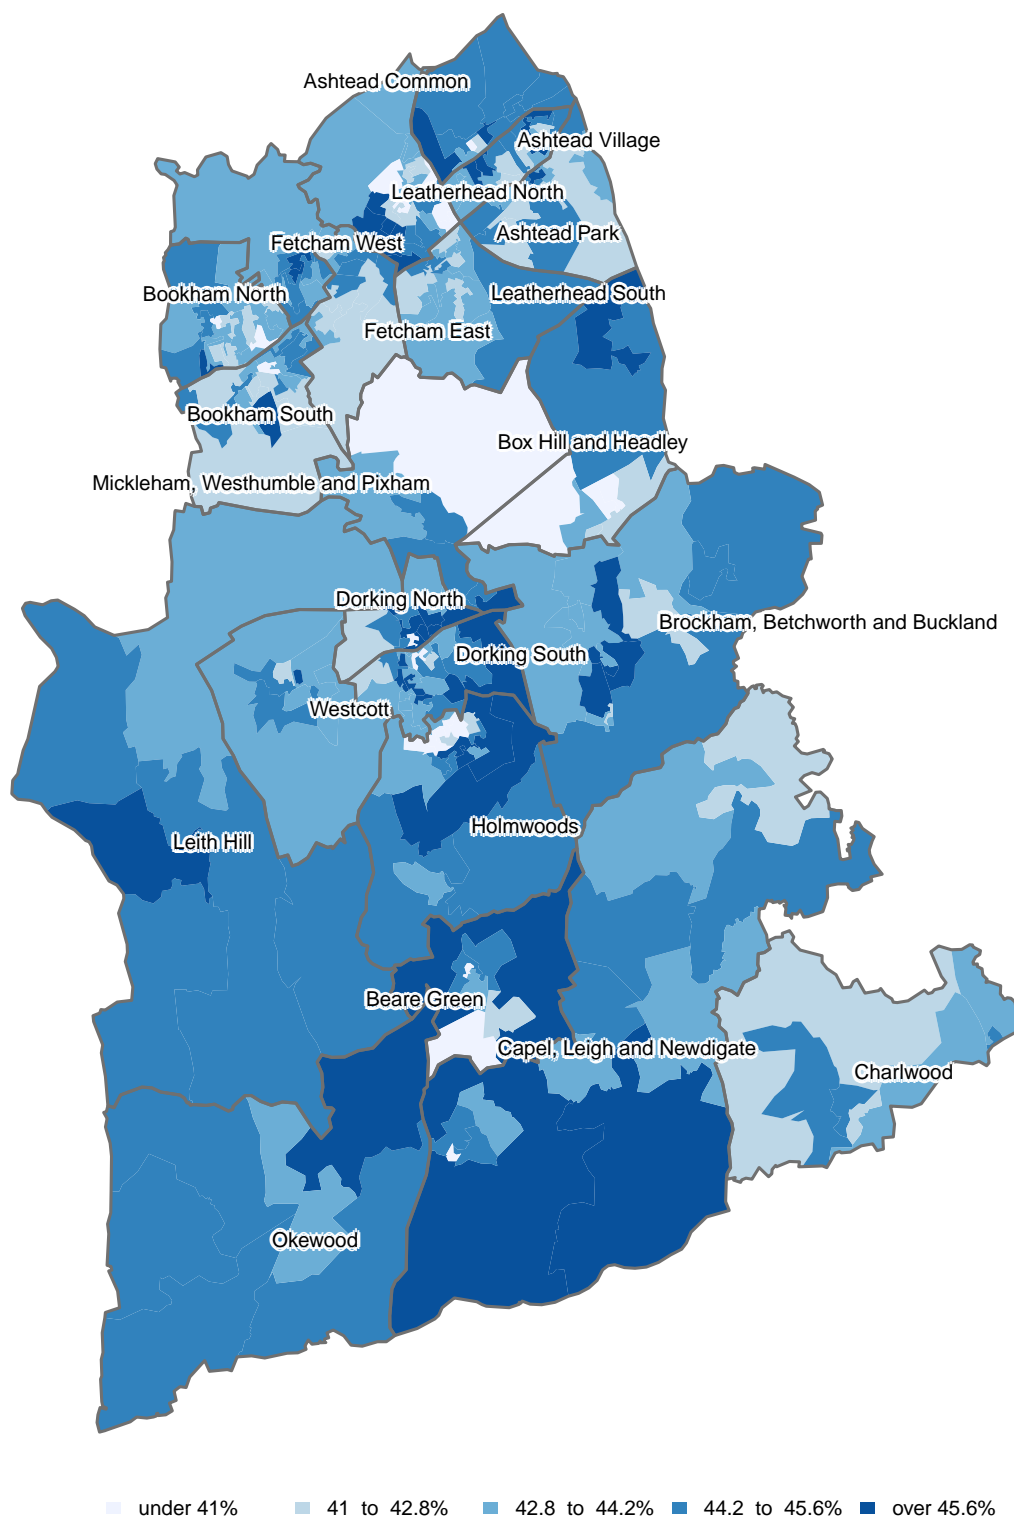 Ashtead Common
Ashtead Village
Leatherhead North
Ashtead Park
Fetcham West
Bookham North
Leatherhead South
Fetcham East
Bookham South
Box Hill and Headley
Mickleham, Westhumble and Pixham
Dorking North
Brockham, Betchworth and Buckland
Dorking South
Westcott
Holmwoods
Leith Hill
Beare Green
Capel, Leigh and Newdigate
Charlwood
Okewood
under 41%
41 to 42.8%
42.8 to 44.2%
44.2 to 45.6%
over 45.6%